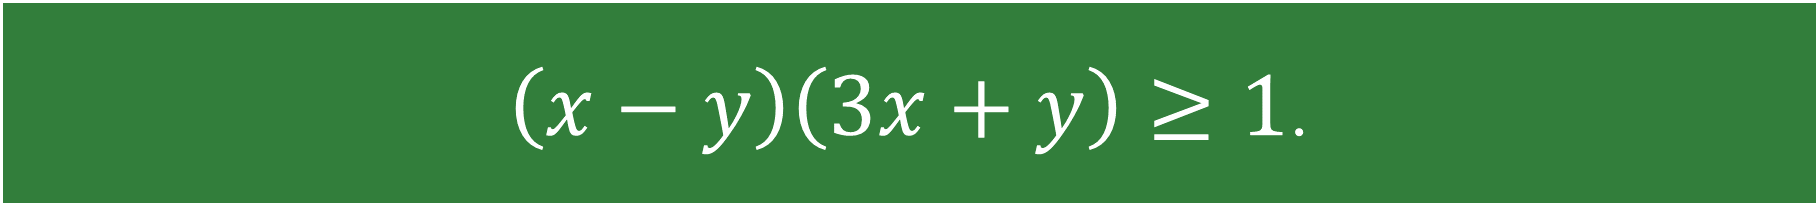 (x − y)(3x + y) ≥ 1.